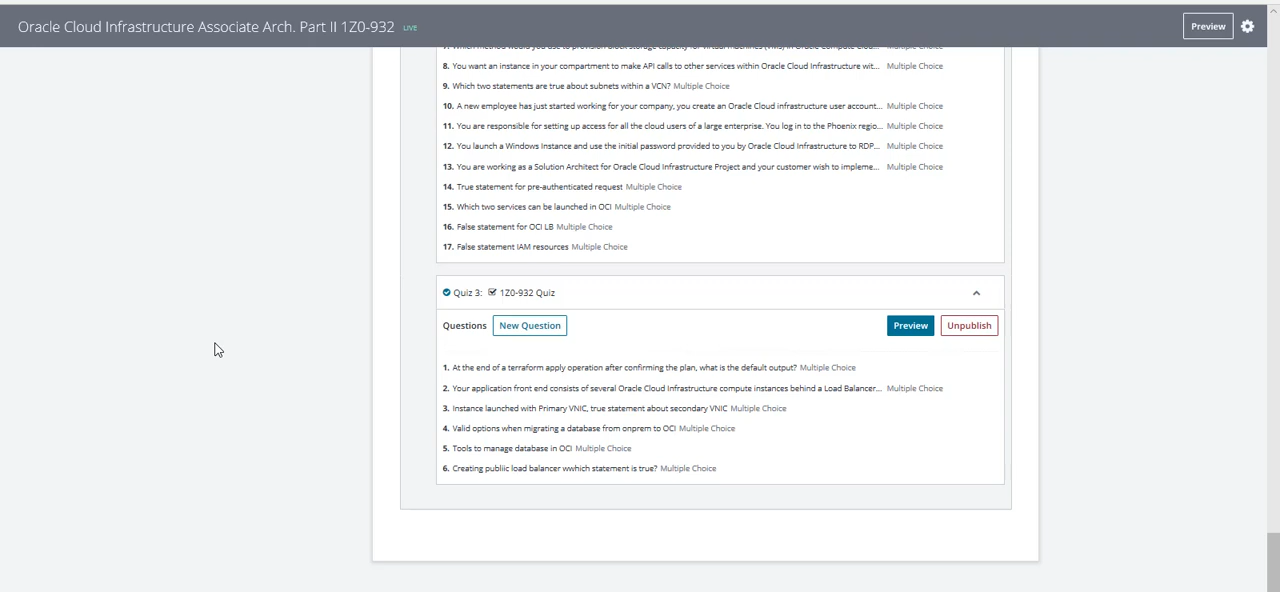 Oracle Cloud Infrastructure Associate Arch. Part II 1Z0-932 LIVE
Preview
7. Which method would you use to provision block storage capacity for virtual machines (VMs) in Oracle Compute Clou... Multiple Choice
8. You want an instance in your compartment to make API calls to other services within Oracle Cloud Infrastructure wit... Multiple Choice
9. Which two statements are true about subnets within a VCN? Multiple Choice
10. A new employee has just started working for your company, you create an Oracle Cloud infrastructure user account... Multiple Choice
11. You are responsible for setting up access for all the cloud users of a large enterprise. You log in to the Phoenix regio... Multiple Choice
12. You launch a Windows Instance and use the initial password provided to you by Oracle Cloud Infrastructure to RDP... Multiple Choice
13. You are working as a Solution Architect for Oracle Cloud Infrastructure Project and your customer wish to impleme... Multiple Choice
14. True statement for pre-authenticated request Multiple Choice
15. Which two services can be launched in OCI Multiple Choice
16. False statement for OCI LB Multiple Choice
17. False statement IAM resources Multiple Choice
Quiz 3: 1Z0-932 Quiz
Questions New Question Preview Unpublish
1. At the end of a terraform apply operation after confirming the plan, what is the default output? Multiple Choice
2. Your application front end consists of several Oracle Cloud Infrastructure compute instances behind a Load Balancer... Multiple Choice
3. Instance launched with Primary VNIC, true statement about secondary VNIC Multiple Choice
4. Valid options when migrating a database from onprem to OCI Multiple Choice
5. Tools to manage database in OCI Multiple Choice
6. Creating publiic load balancer wwhich statement is true? Multiple Choice